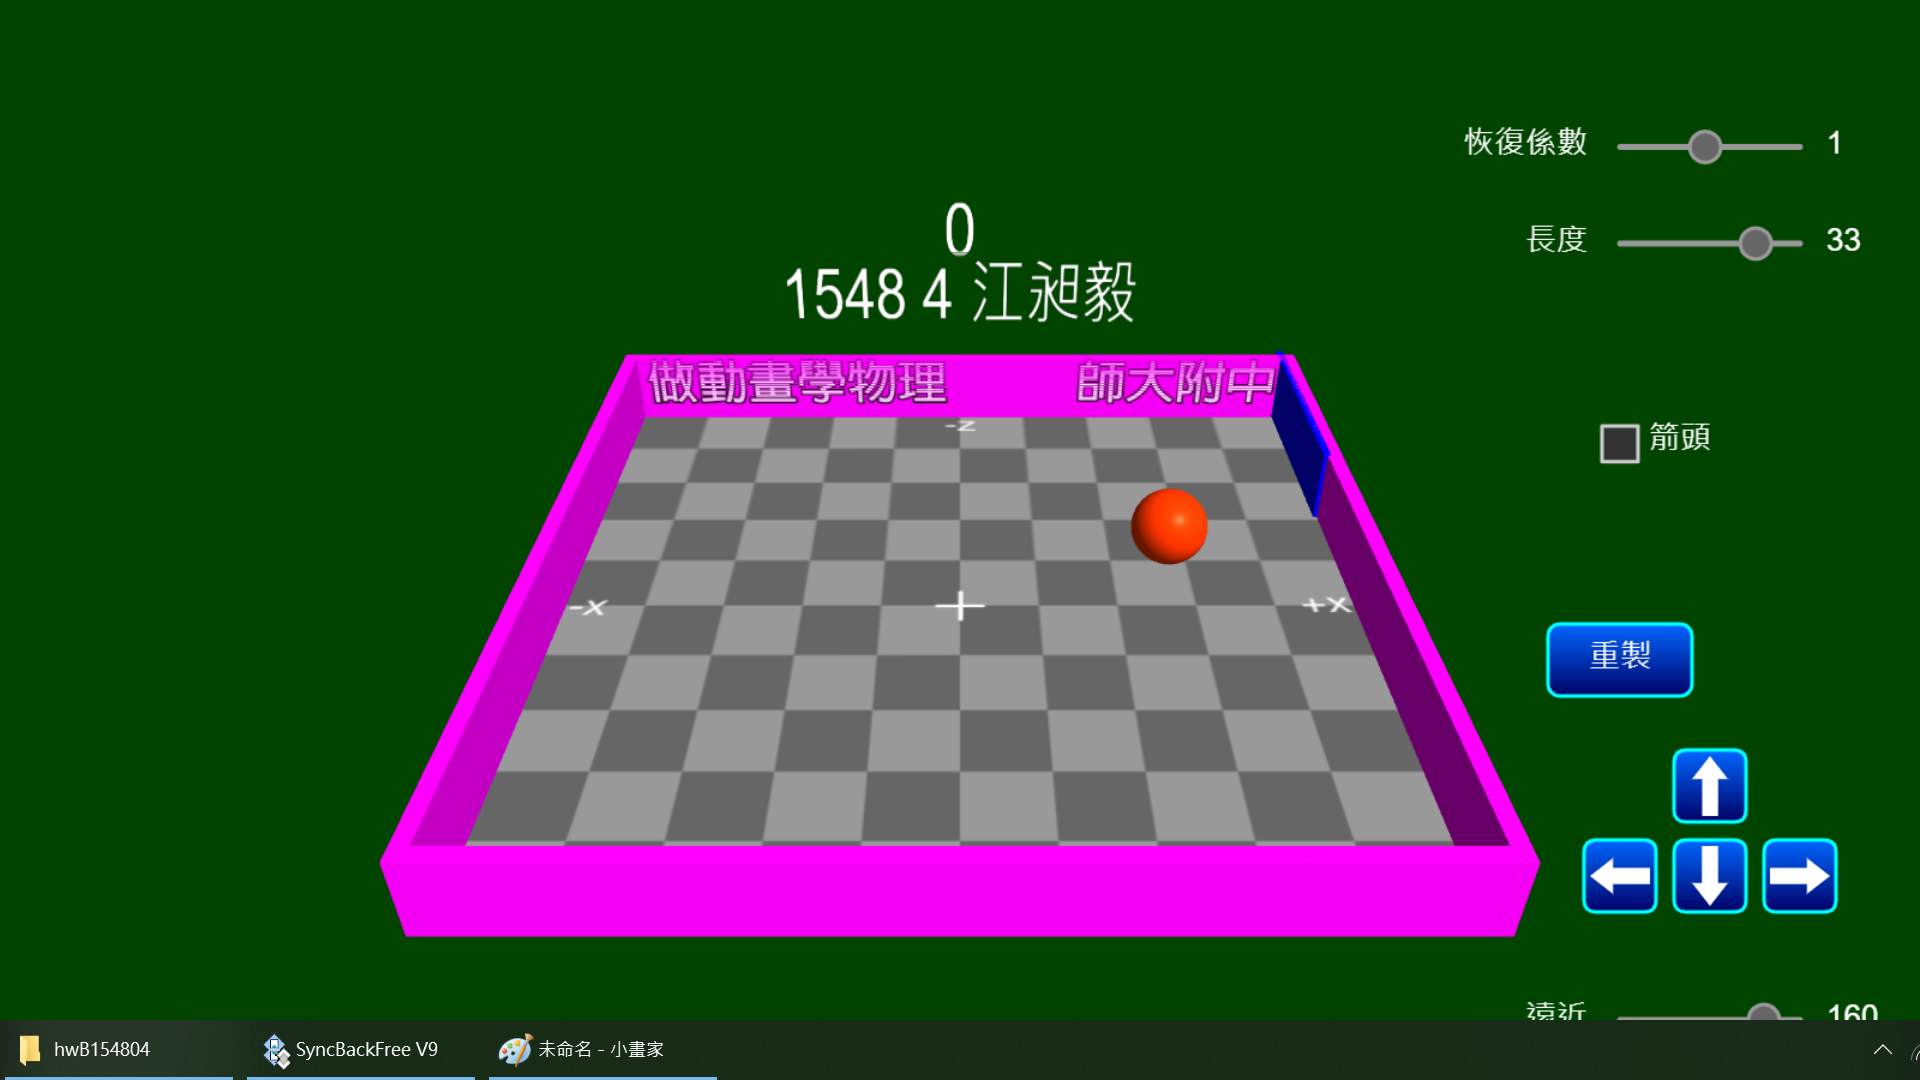 恢復係數 1
長度 33
0
1548 4 江昶毅
做動畫學物理 師大附中
-z
箭頭
-x
+x
重製
遠近 160
hwB154804
SyncBackFree V9
未命名 - 小畫家